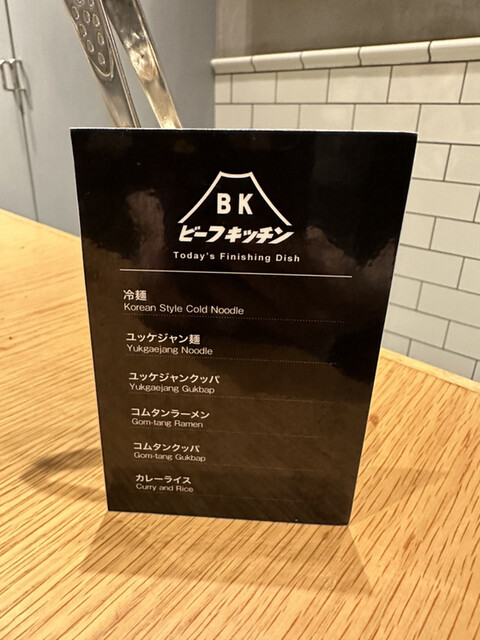 BK
ビーフキッチン
Today's Finishing Dish
冷麺
Korean Style Cold Noodle
ユッケジャン麺
Yukgaejang Noodle
ユッケジャンクッパ
Yukgaejang Gukbap
コムタンラーメン
Gom-tang Ramen
コムタンクッパ
Gom-tang Gukbap
カレーライス
Curry and Rice